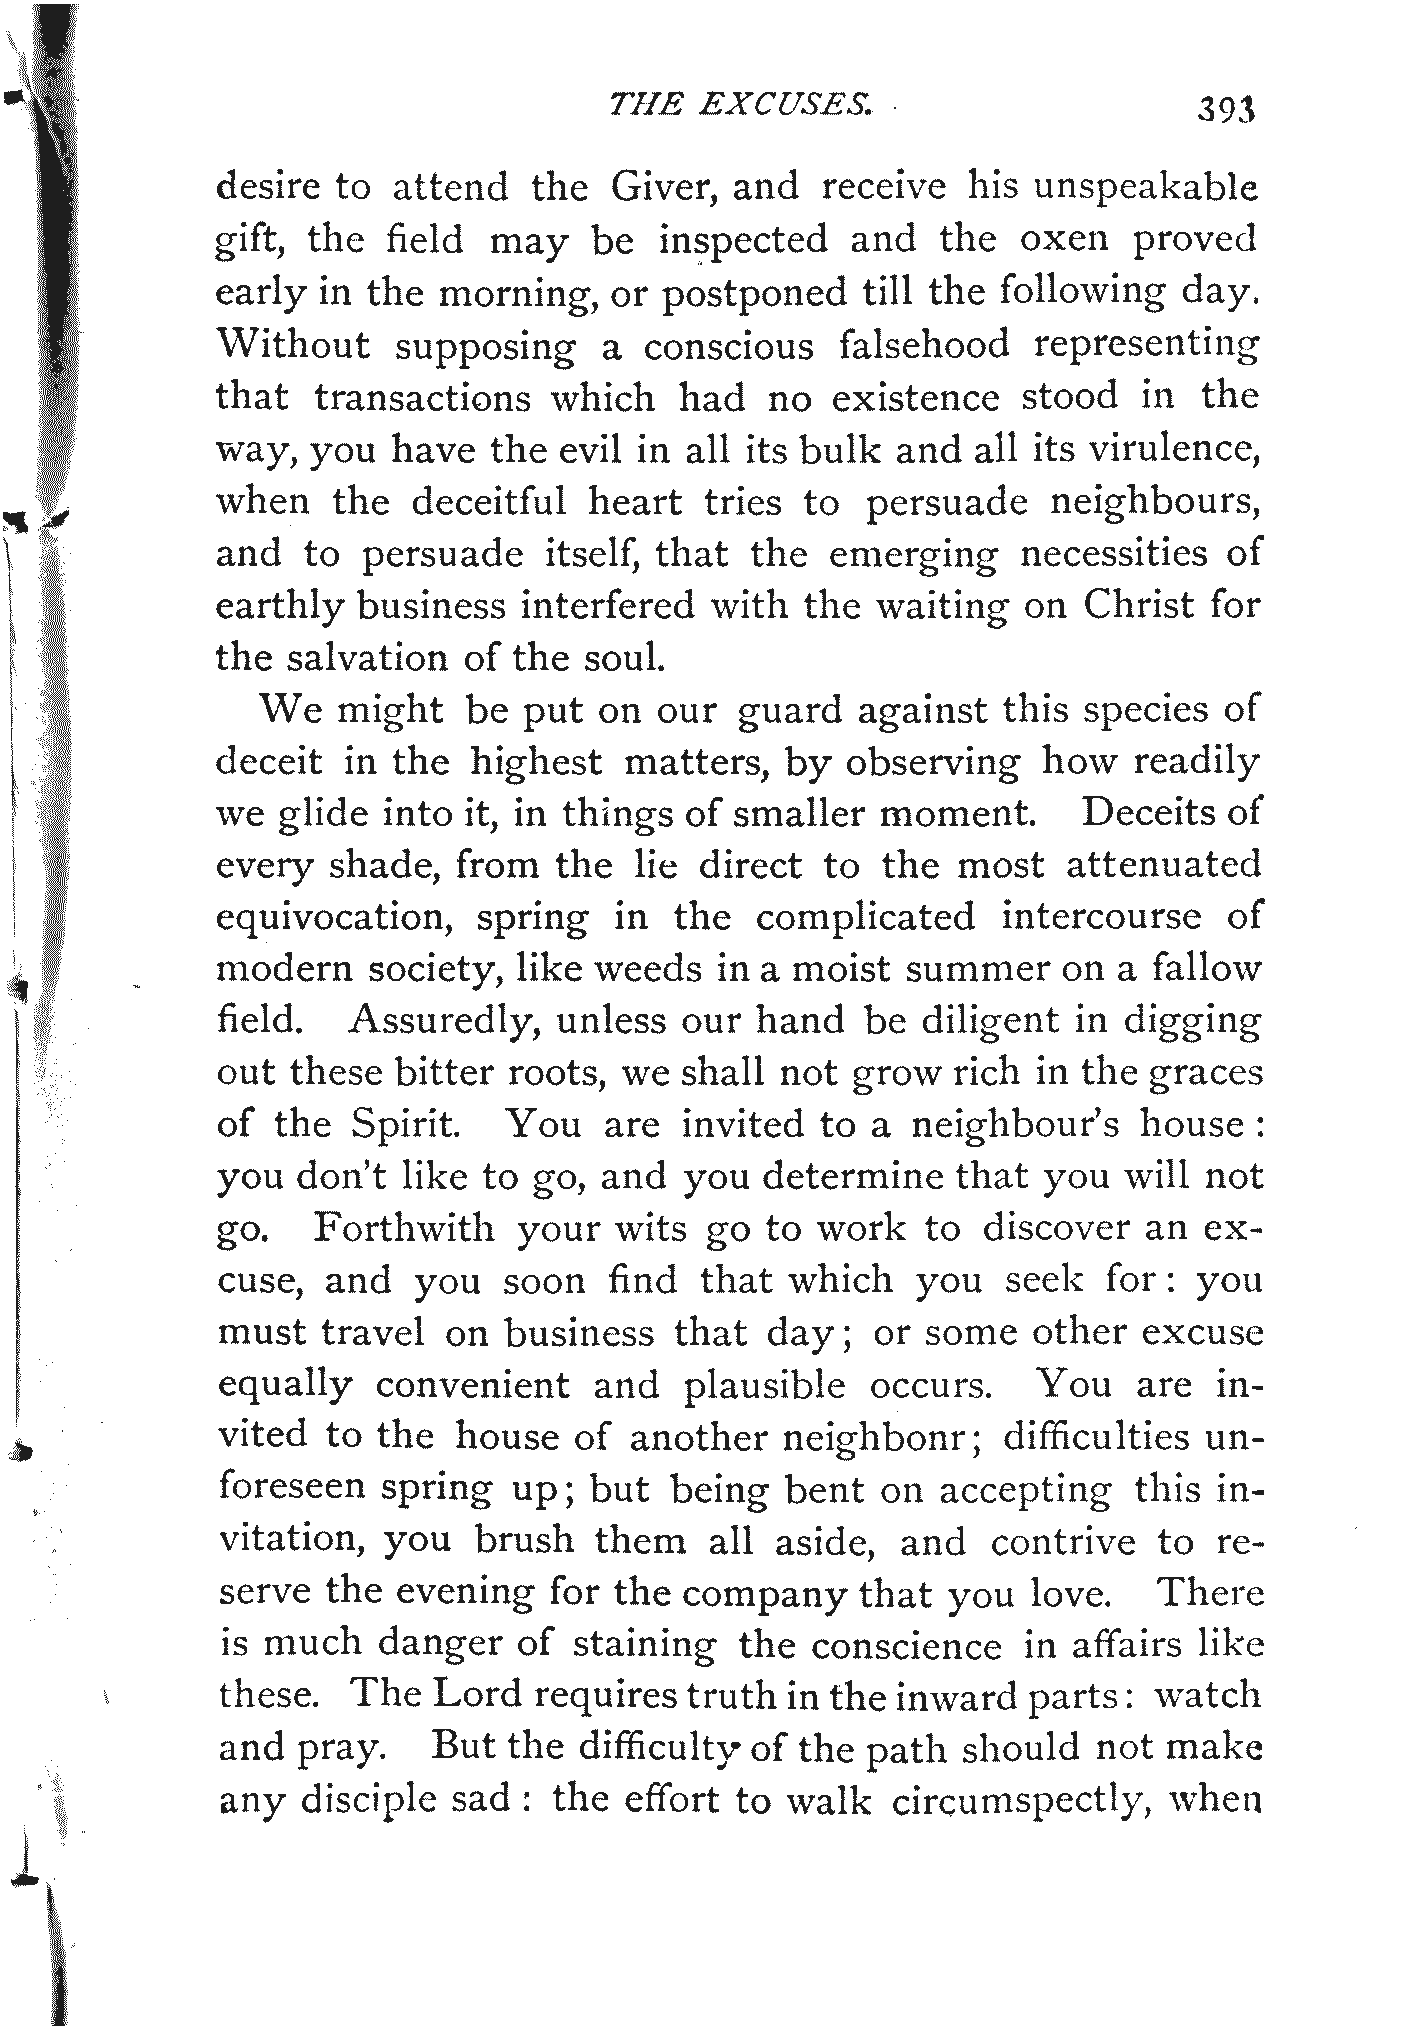 THE EXCUSES. 393
desire to attend the Giver, and receive his unspeakable
gift, the field may be inspected and the oxen proved
early in the morning, or postponed till the following day.
Without supposing a conscious falsehood representing
that transactions which had no existence stood in the
way, you have the evil in all its bulk and all its virulence,
when the deceitful heart tries to persuade neighbours,
and to persuade itself, that the emerging necessities of
earthly business interfered with the waiting on Christ for
the salvation of the soul.
We might be put on our guard against this species of
deceit in the highest matters, by observing how readily
we glide into it, in things of smaller moment. Deceits of
every shade, from the lie direct to the most attenuated
equivocation, spring in the complicated intercourse of
modern society, like weeds in a moist summer on a fallow
field. Assuredly, unless our hand be diligent in digging
out these bitter roots, we shall not grow rich in the graces
of the Spirit. You are invited to a neighbour's house :
you don't like to go, and you determine that you will not
go. Forthwith your wits go to work to discover an ex-
cuse, and you soon find that which you seek for : you
must travel on business that day ; or some other excuse
equally convenient and plausible occurs. You are in-
vited to the house of another neighbonr ; difficulties un-
foreseen spring up ; but being bent on accepting this in-
vitation, you brush them all aside, and contrive to re-
serve the evening for the company that you love. There
is much danger of staining the conscience in affairs like
these. The Lord requires truth in the inward parts : watch
and pray. But the difficulty of the path should not make
any disciple sad : the effort to walk circumspectly, when